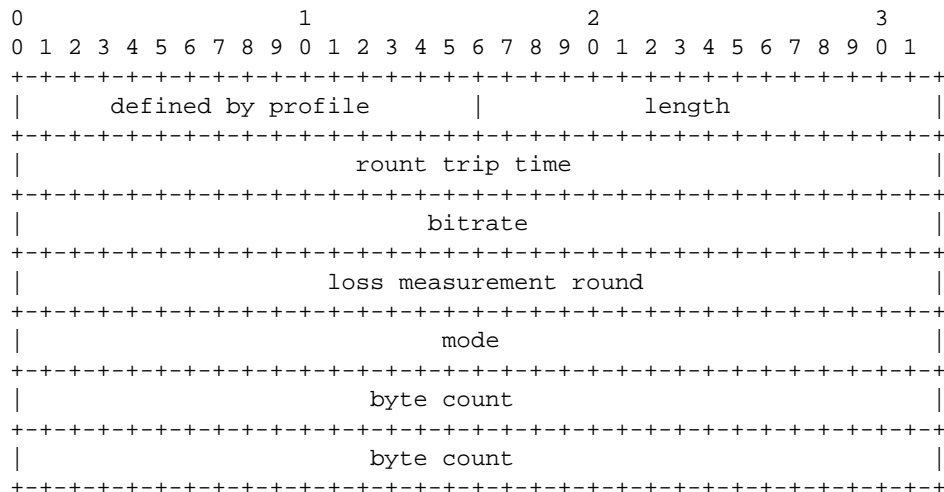 0                   1                   2                   3
0 1 2 3 4 5 6 7 8 9 0 1 2 3 4 5 6 7 8 9 0 1 2 3 4 5 6 7 8 9 0 1
+-+-+-+-+-+-+-+-+-+-+-+-+-+-+-+-+-+-+-+-+-+-+-+-+-+-+-+-+-+-+-+-+
|      defined by profile       |           length              |
+-+-+-+-+-+-+-+-+-+-+-+-+-+-+-+-+-+-+-+-+-+-+-+-+-+-+-+-+-+-+-+-+
|                       rount trip time                         |
+-+-+-+-+-+-+-+-+-+-+-+-+-+-+-+-+-+-+-+-+-+-+-+-+-+-+-+-+-+-+-+-+
|                            bitrate                            |
+-+-+-+-+-+-+-+-+-+-+-+-+-+-+-+-+-+-+-+-+-+-+-+-+-+-+-+-+-+-+-+-+
|                     loss measurement round                    |
+-+-+-+-+-+-+-+-+-+-+-+-+-+-+-+-+-+-+-+-+-+-+-+-+-+-+-+-+-+-+-+-+
|                             mode                              |
+-+-+-+-+-+-+-+-+-+-+-+-+-+-+-+-+-+-+-+-+-+-+-+-+-+-+-+-+-+-+-+-+
|                        byte count                             |
+-+-+-+-+-+-+-+-+-+-+-+-+-+-+-+-+-+-+-+-+-+-+-+-+-+-+-+-+-+-+-+-+
|                        byte count                             |
+-+-+-+-+-+-+-+-+-+-+-+-+-+-+-+-+-+-+-+-+-+-+-+-+-+-+-+-+-+-+-+-+